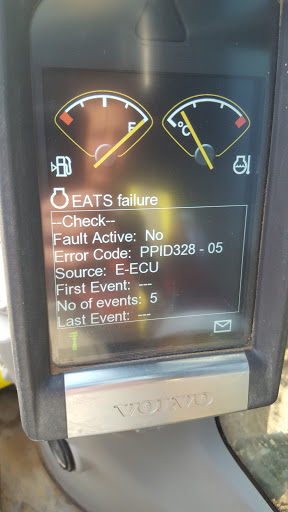 F
°C
EATS failure
--Check--
Fault Active: No
Error Code: PPID328 - 05
Source: E-ECU
First Event: ---
No of events: 5
Last Event: ---
VOLVO